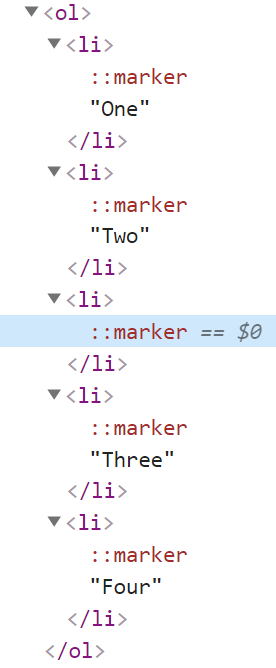 ▼<ol>
▼<li>
::marker
"One"
</li>
▼<li>
::marker
"Two"
</li>
▼<li>
::marker == $0
</li>
▼<li>
::marker
"Three"
</li>
▼<li>
::marker
"Four"
</li>
</ol>